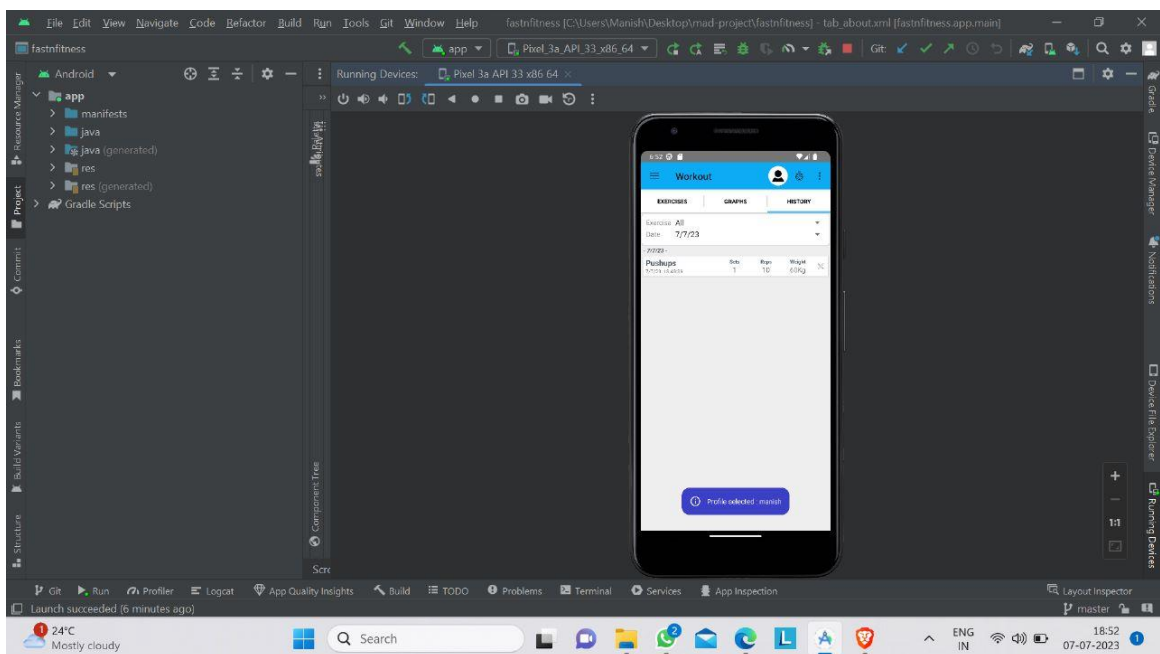 File Edit View Navigate Code Refactor Build Run Tools Git Window Help fastnfitness [C:\Users\Manish\Desktop\mad-project\fastnfitness] - tab_about.xml [fastnfitness.app.main]
fastnfitness app Pixel_3a_API_33_x86_64 Git:
Android Running Devices: Pixel 3a API 33 x86 64
app
manifests
java
java (generated)
res
res (generated)
Gradle Scripts
Resource Manager
Project
Commit
Bookmarks
Build Variants
Structure
Palette
Attributes
Component Tree
6:52
Workout
EXERCISES GRAPHS HISTORY
Exercise All
Date 7/7/23
- 7/7/23 -
Pushups Sets Reps Weight
1 10 60Kg
Profile selected : manish
Gradle
Device Manager
Notifications
Device File Explorer
Running Devices
1:1
Git Run Profiler Logcat App Quality Insights Build TODO Problems Terminal Services App Inspection Layout Inspector
Launch succeeded (6 minutes ago) master
1 24°C
Mostly cloudy
Search
2
ENG
IN
18:52
07-07-2023
1